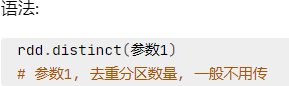 语法:
rdd.distinct(参数1)
# 参数1, 去重分区数量, 一般不用传